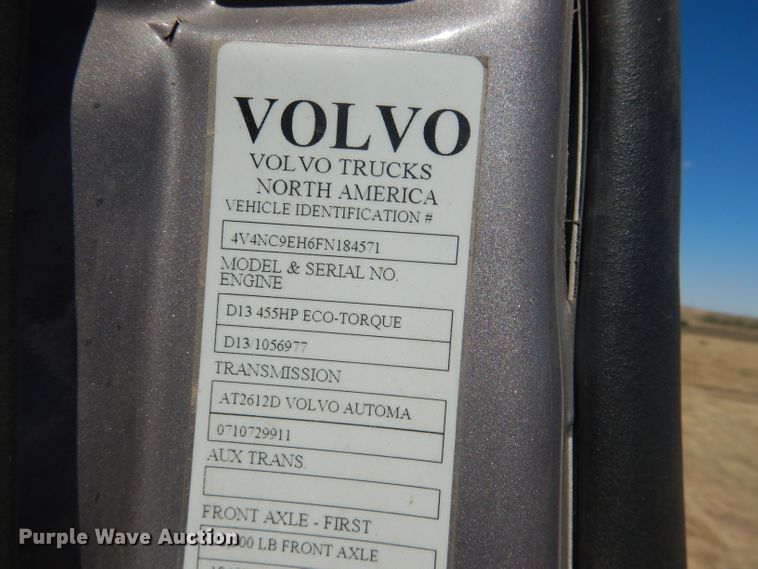 VOLVO
VOLVO TRUCKS
NORTH AMERICA
VEHICLE IDENTIFICATION #
4V4NC9EH6FN184571
MODEL & SERIAL NO.
ENGINE
D13 455HP ECO-TORQUE
D13/1056977
TRANSMISSION
AT2612D VOLVO AUTOMA
0710729911
AUX TRANS.
FRONT AXLE - FIRST
LB FRONT AXLE
Purple Wave Auction